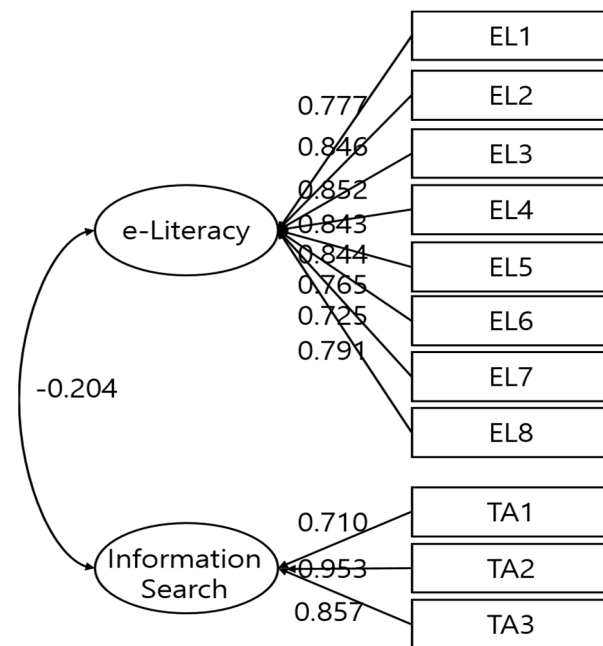 EL1
EL2
EL3
EL4
EL5
EL6
EL7
EL8
0.777
0.846
0.852
0.843
0.844
0.765
0.725
0.791
e-Literacy
-0.204
TA1
TA2
TA3
0.710
0.953
0.857
Information
Search